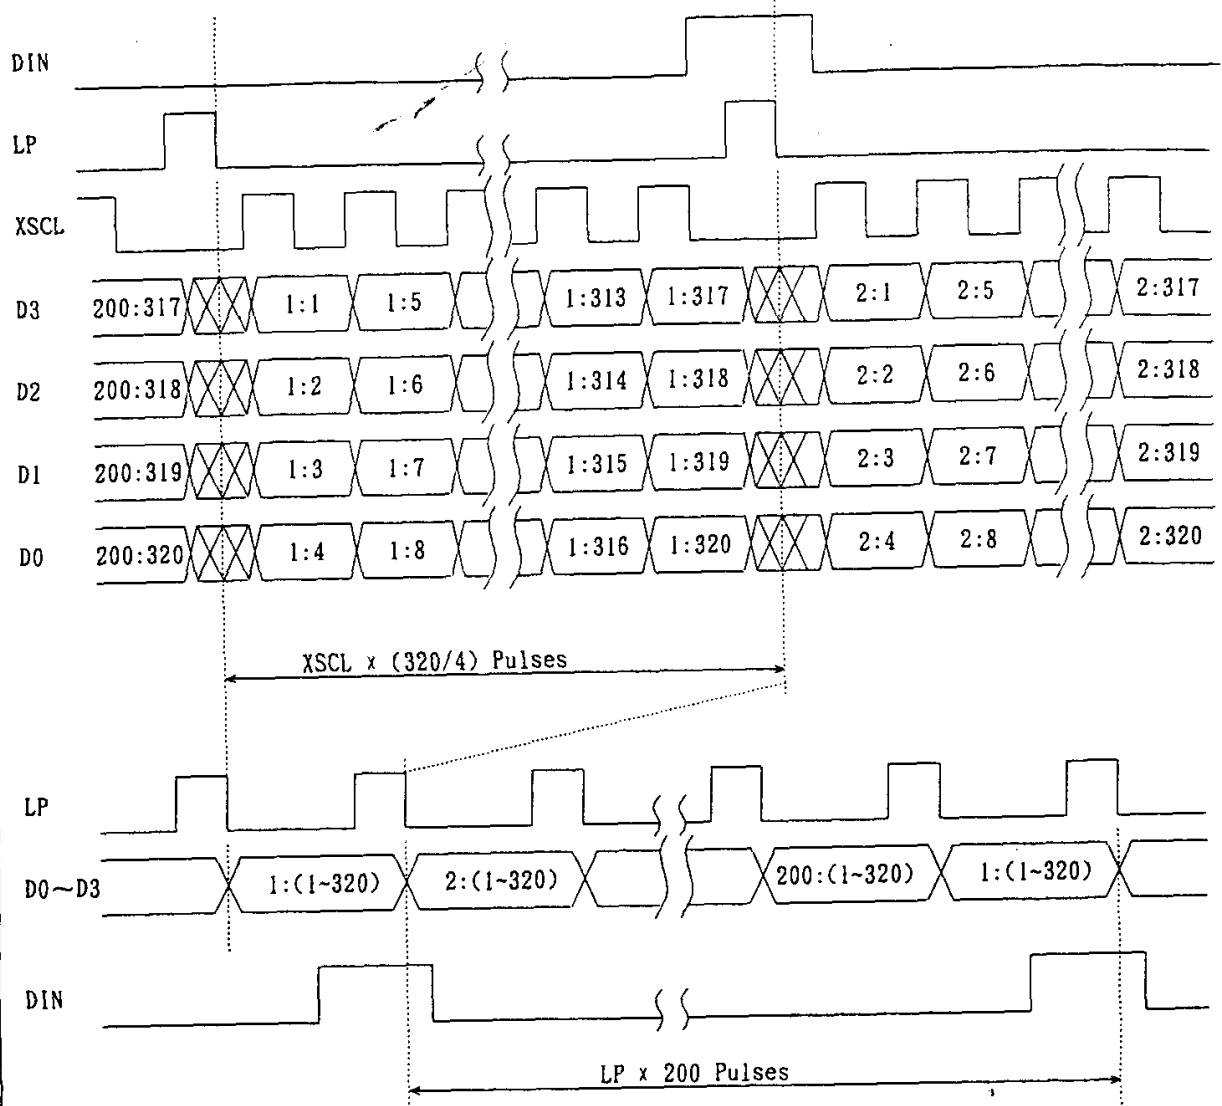 DIN
LP
XSCL
D3 200:317 1:1 1:5 1:313 1:317 2:1 2:5 2:317
D2 200:318 1:2 1:6 1:314 1:318 2:2 2:6 2:318
D1 200:319 1:3 1:7 1:315 1:319 2:3 2:7 2:319
D0 200:320 1:4 1:8 1:316 1:320 2:4 2:8 2:320
XSCL x (320/4) Pulses
LP
D0~D3 1:(1~320) 2:(1~320) 200:(1~320) 1:(1~320)
DIN
LP x 200 Pulses